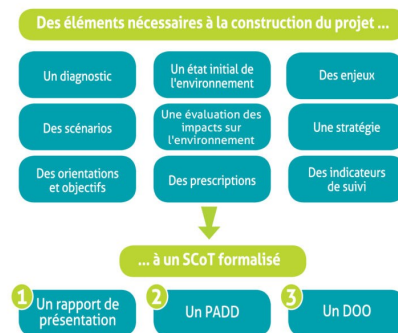 Des éléments nécessaires à la construction du projet ...
Un diagnostic
Un état initial de
l'environnement
Des enjeux
Des scénarios
Une évaluation des
impacts sur
l'environnement
Une stratégie
Des orientations
et objectifs
Des prescriptions
Des indicateurs
de suivi
... à un SCoT formalisé
1
Un rapport de
présentation
2
Un PADD
3
Un DOO